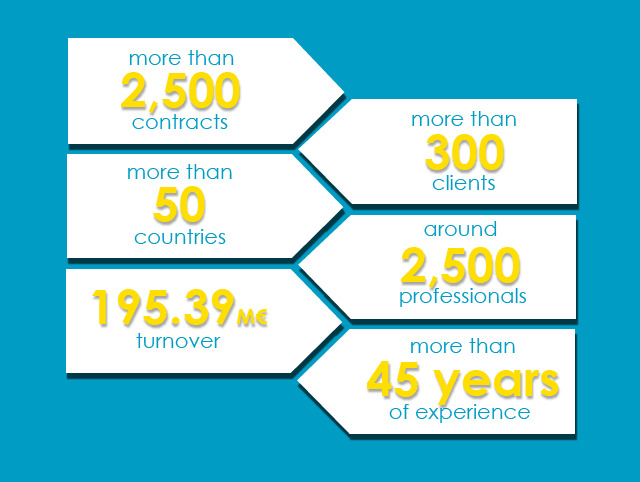 more than
2,500
contracts
more than
300
clients
more than
50
countries
around
2,500
professionals
195.39M€
turnover
more than
45 years
of experience